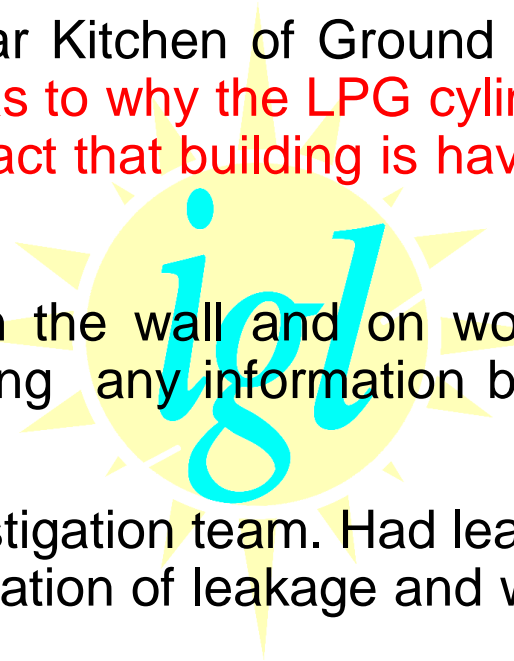 ar Kitchen of Ground
s to why the LPG cylin
act that building is hav
igl
n the wall and on wo
ng any information b
stigation team. Had lea
ation of leakage and w